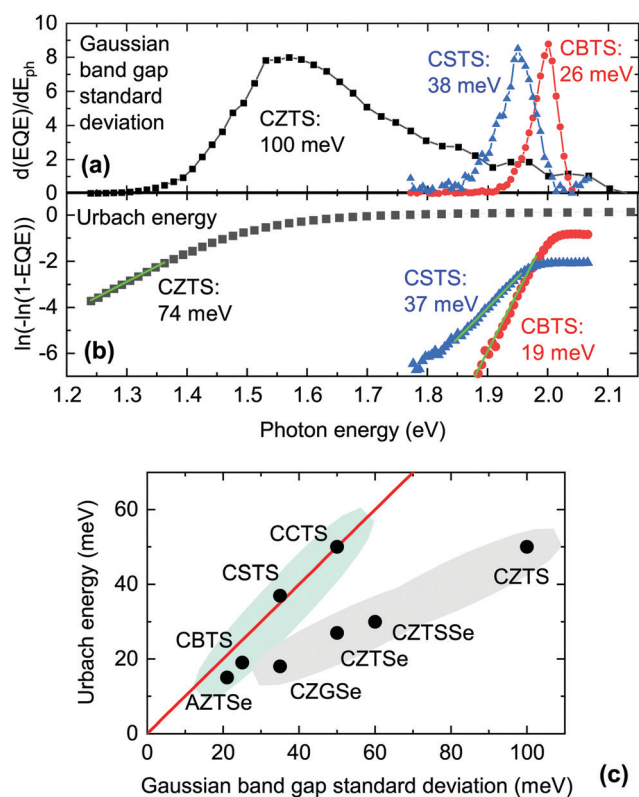 10
8
6
4
2
0
d(EQE)/dE_ph
Gaussian
band gap
standard
deviation
(a)
CZTS:
100 meV
CSTS:
38 meV
CBTS:
26 meV
0
-2
-4
-6
ln(-ln(1-EQE))
Urbach energy
(b)
CZTS:
74 meV
CSTS:
37 meV
CBTS:
19 meV
1.2 1.3 1.4 1.5 1.6 1.7 1.8 1.9 2.0 2.1
Photon energy (eV)
60
40
20
0
Urbach energy (meV)
CCTS
CSTS
CBTS
AZTSe
CZTS
CZTSSe
CZTSe
CZGSe
0 20 40 60 80 100
Gaussian band gap standard deviation (meV)
(c)